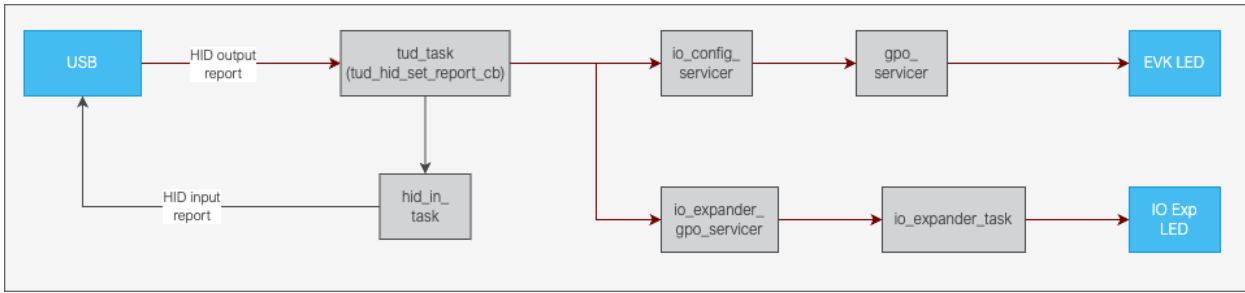 USB
HID output
report
tud_task
(tud_hid_set_report_cb)
io_config_
servicer
gpo_
servicer
EVK LED
HID input
report
hid_in_
task
io_expander_
gpo_servicer
io_expander_task
IO Exp
LED